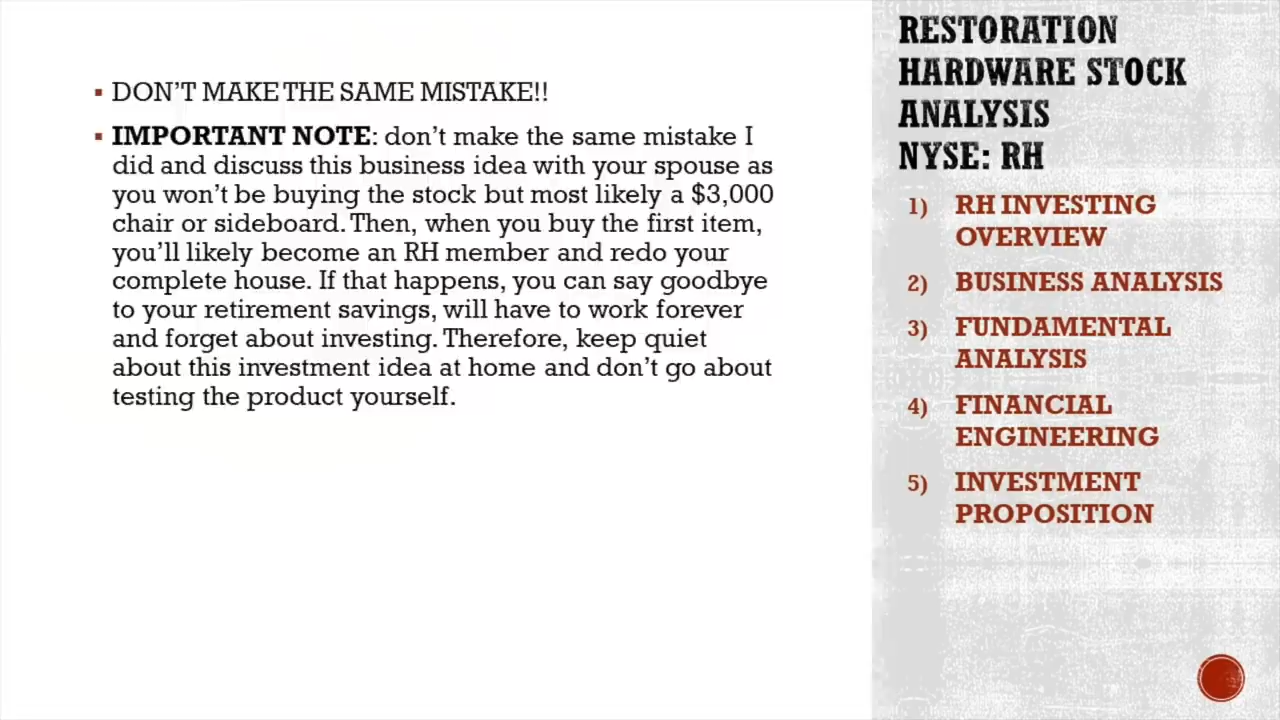 ▪ DON'T MAKE THE SAME MISTAKE!!
▪ IMPORTANT NOTE: don't make the same mistake I
did and discuss this business idea with your spouse as
you won't be buying the stock but most likely a $3,000
chair or sideboard. Then, when you buy the first item,
you'll likely become an RH member and redo your
complete house. If that happens, you can say goodbye
to your retirement savings, will have to work forever
and forget about investing. Therefore, keep quiet
about this investment idea at home and don't go about
testing the product yourself.
RESTORATION
HARDWARE STOCK
ANALYSIS
NYSE: RH
1) RH INVESTING
OVERVIEW
2) BUSINESS ANALYSIS
3) FUNDAMENTAL
ANALYSIS
4) FINANCIAL
ENGINEERING
5) INVESTMENT
PROPOSITION